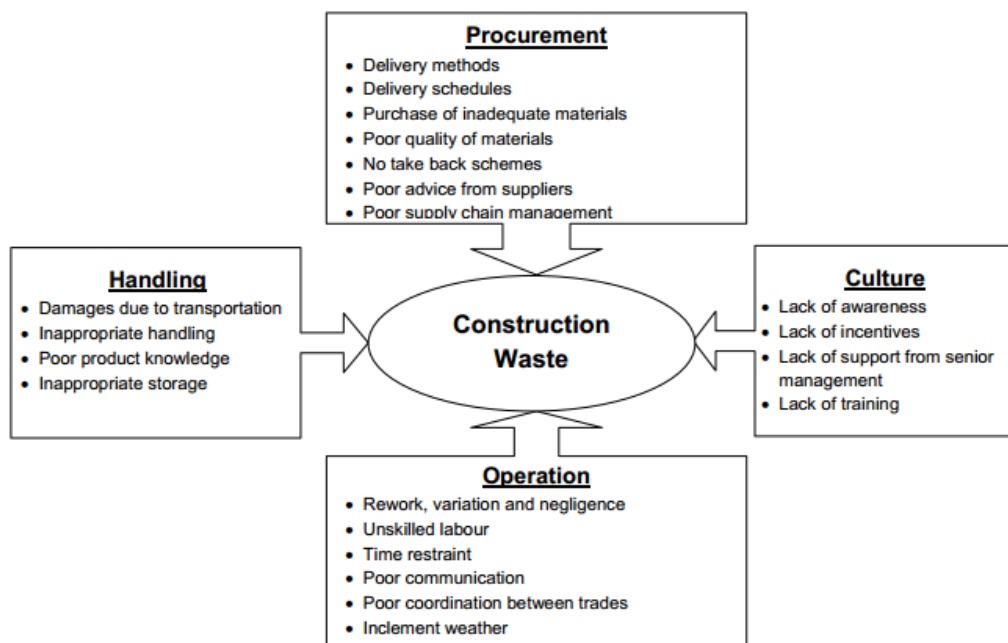 Procurement
• Delivery methods
• Delivery schedules
• Purchase of inadequate materials
• Poor quality of materials
• No take back schemes
• Poor advice from suppliers
• Poor supply chain management
Handling
• Damages due to transportation
• Inappropriate handling
• Poor product knowledge
• Inappropriate storage
Construction
Waste
Culture
• Lack of awareness
• Lack of incentives
• Lack of support from senior
management
• Lack of training
Operation
• Rework, variation and negligence
• Unskilled labour
• Time restraint
• Poor communication
• Poor coordination between trades
• Inclement weather